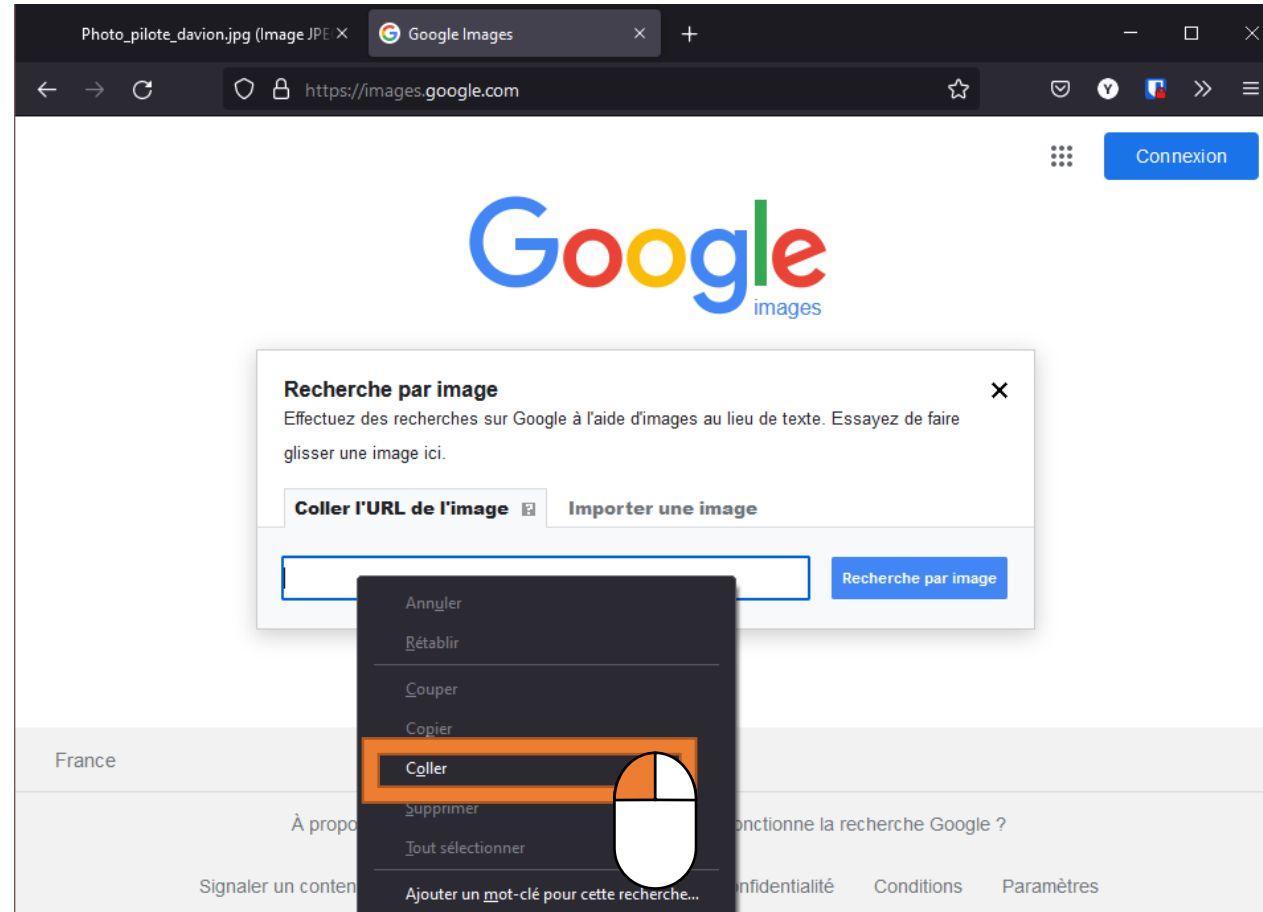 Photo_pilote_davion.jpg (Image JPE
Google Images
https://images.google.com
Connexion
Google
images
Recherche par image
Effectuez des recherches sur Google à l'aide d'images au lieu de texte. Essayez de faire
glisser une image ici.
Coller l'URL de l'image
Importer une image
Recherche par image
Annuler
Rétablir
Couper
Copier
Coller
Supprimer
Tout sélectionner
Ajouter un mot-clé pour cette recherche...
France
À propo
onctionne la recherche Google ?
Signaler un conten
nfidentialité Conditions Paramètres